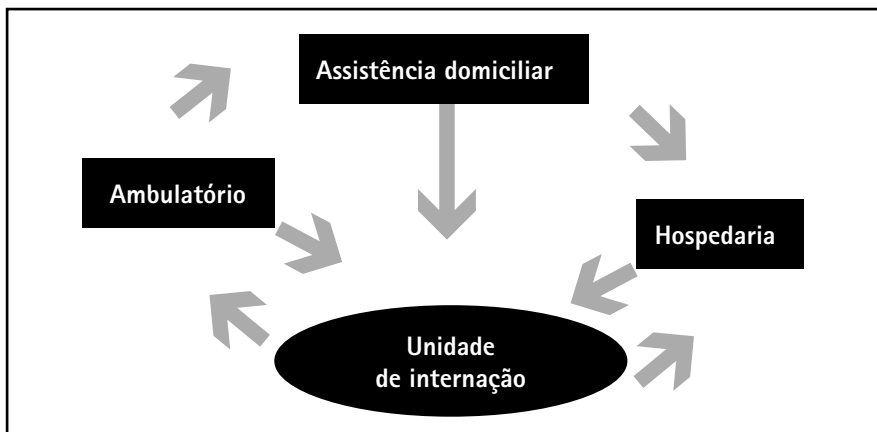 Assistência domiciliar
Ambulatório
Hospedaria
Unidade
de internação